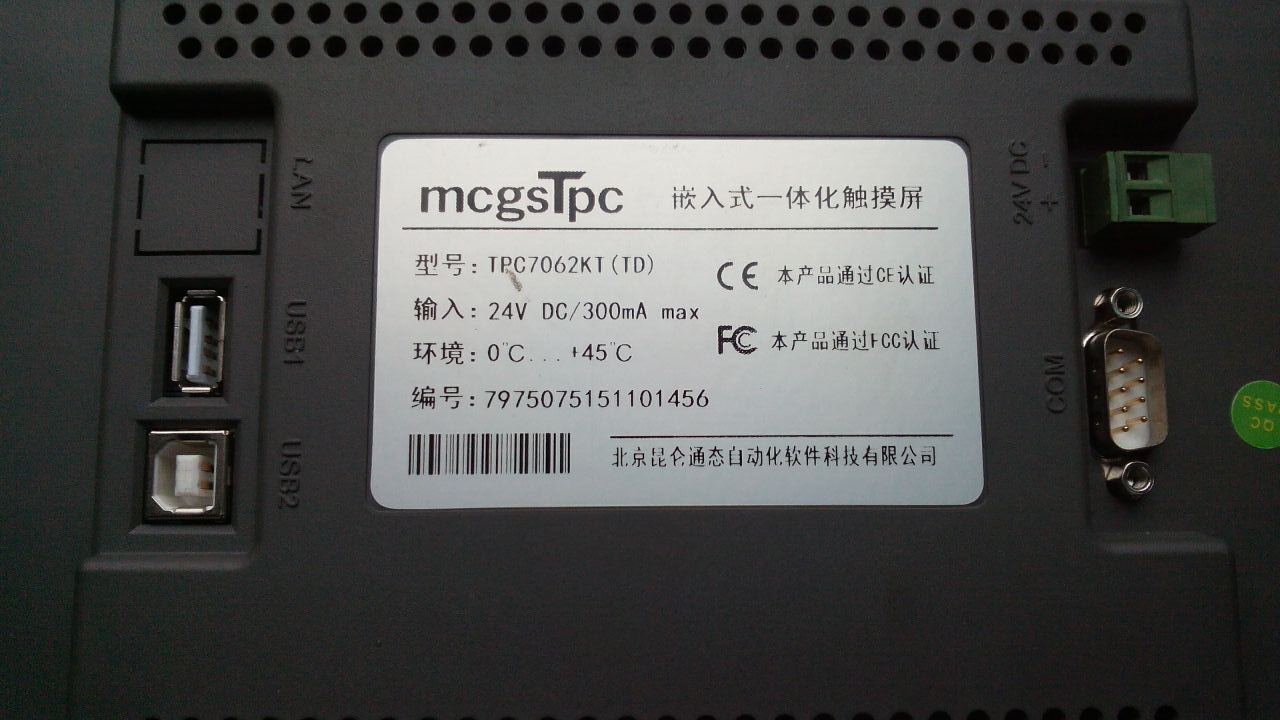 mcgsTpc 嵌入式一体化触摸屏
型号: TPC7062KT(TD)
输入: 24V DC/300mA max
环境: 0℃...+45℃
编号: 7975075151101456
CE 本产品通过CE认证
FC 本产品通过FCC认证
北京昆仑通态自动化软件科技有限公司
LAN
USB1
USB2
24V DC
- +
COM
QC
PASS